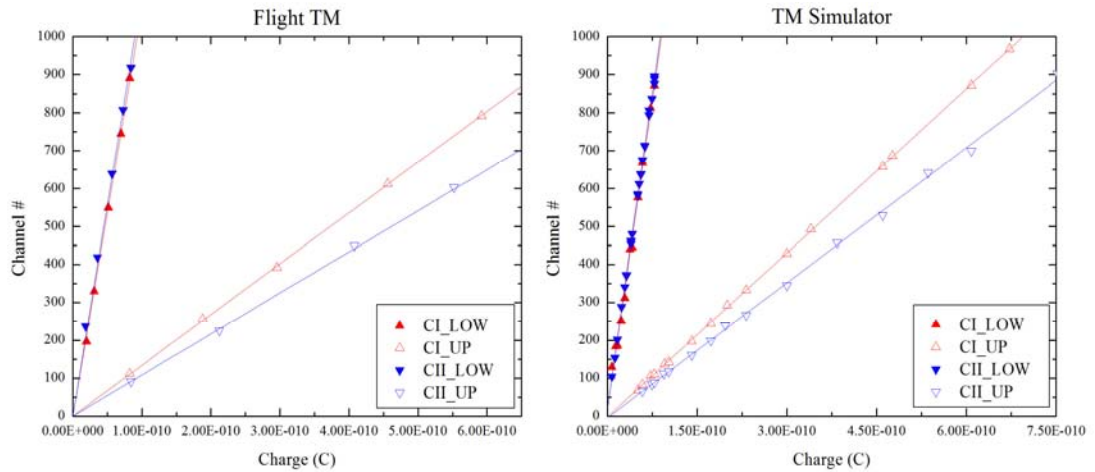 Flight TM
TM Simulator
1000
900
800
700
600
500
400
300
200
100
0
Channel #
0.00E+000 1.00E-010 2.00E-010 3.00E-010 4.00E-010 5.00E-010 6.00E-010
Charge (C)
CI_LOW
CI_UP
CII_LOW
CII_UP
1000
900
800
700
600
500
400
300
200
100
0
Channel #
0.00E+000 1.50E-010 3.00E-010 4.50E-010 6.00E-010 7.50E-010
Charge (C)
CI_LOW
CI_UP
CII_LOW
CII_UP